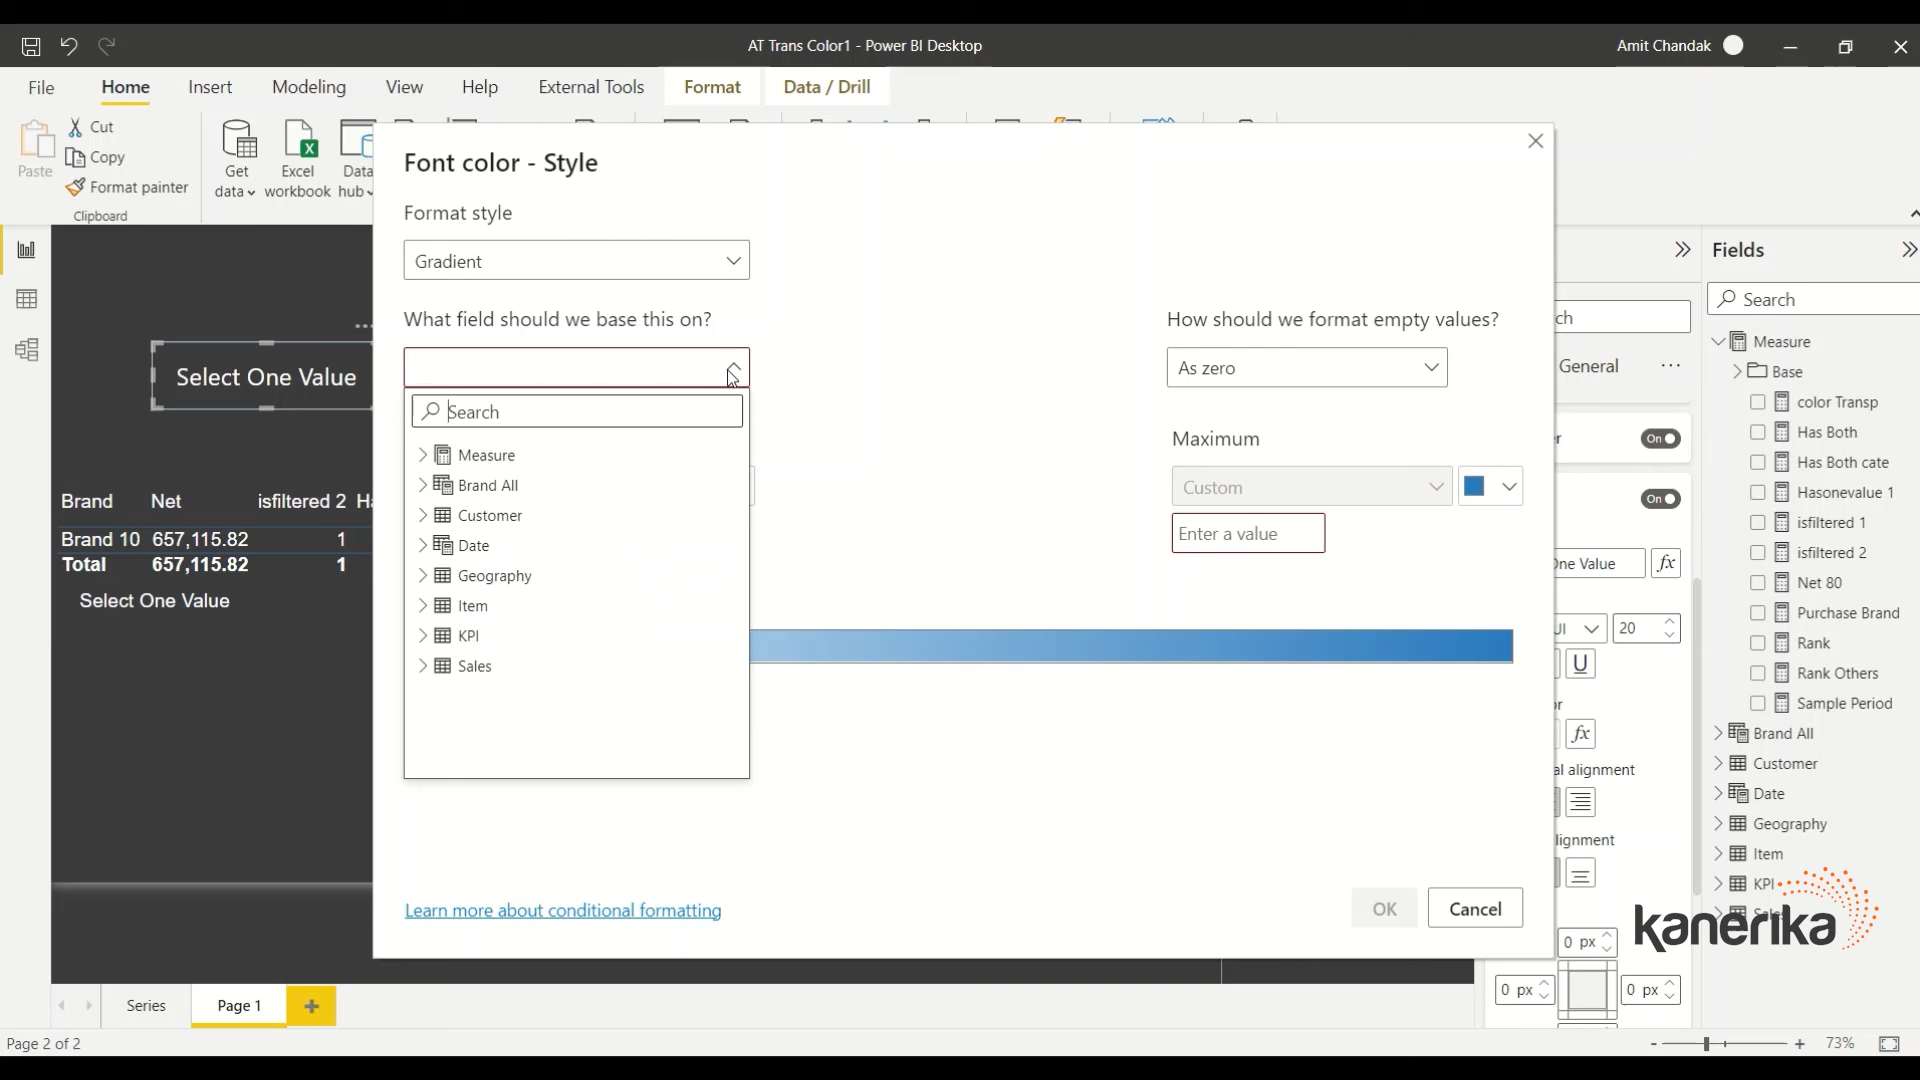 AT Trans Color1 - Power BI Desktop
Amit Chandak
File
Home
Insert
Modeling
View
Help
External Tools
Format
Data / Drill
Paste
Cut
Copy
Format painter
Clipboard
Get data
Excel workbook
Data hub
Font color - Style
Format style
Gradient
What field should we base this on?
Search
Measure
Brand All
Customer
Date
Geography
Item
KPI
Sales
How should we format empty values?
As zero
Maximum
Custom
Enter a value
Learn more about conditional formatting
OK
Cancel
Select One Value
Brand Net isfiltered 2
Brand 10 657,115.82 1
Total 657,115.82 1
Select One Value
General
On
On
One Value
fx
20
U
fx
al alignment
lignment
0 px
0 px
0 px
Fields
Search
Measure
Base
color Transp
Has Both
Has Both cate
Hasonevalue 1
isfiltered 1
isfiltered 2
Net 80
Purchase Brand
Rank
Rank Others
Sample Period
Brand All
Customer
Date
Geography
Item
KPI
kanerika
Series
Page 1
Page 2 of 2
- + 73%